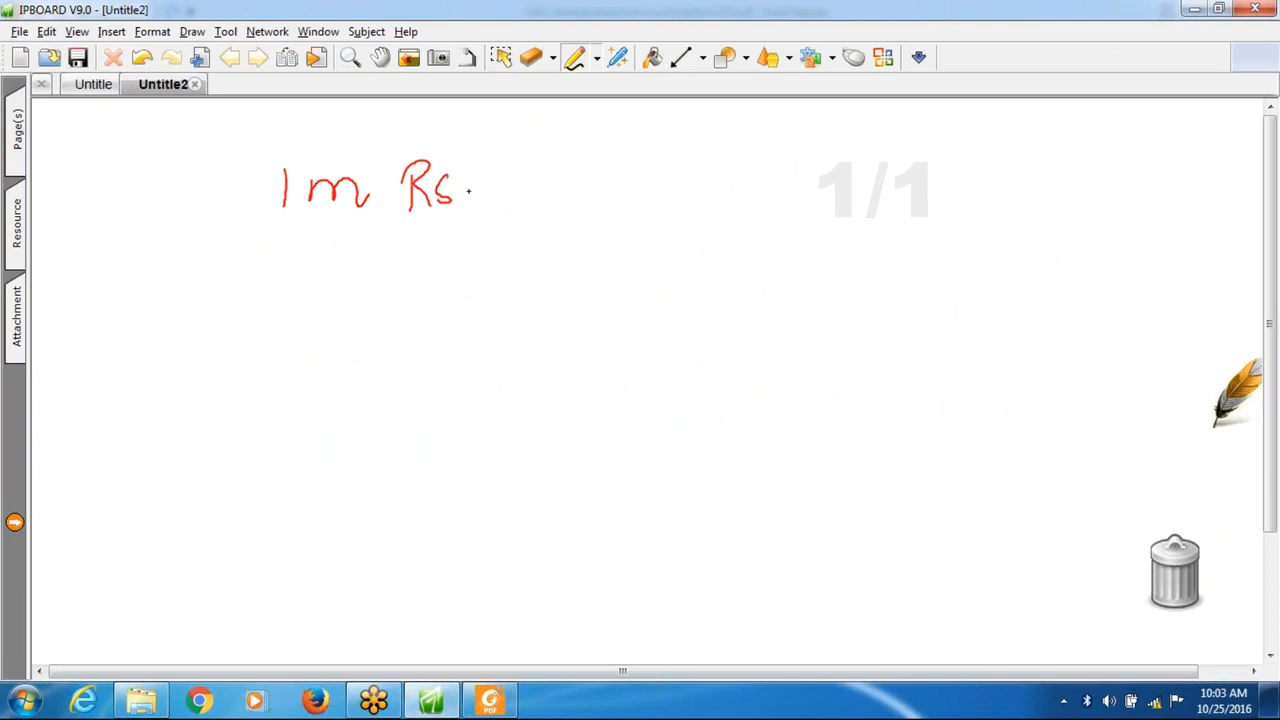 IPBOARD V9.0 - [Untitle2]
File Edit View Insert Format Draw Tool Network Window Subject Help
Untitle Untitle2
Page(s)
Resource
Attachment
1 m Rs
1/1
PDF
10:03 AM
10/25/2016